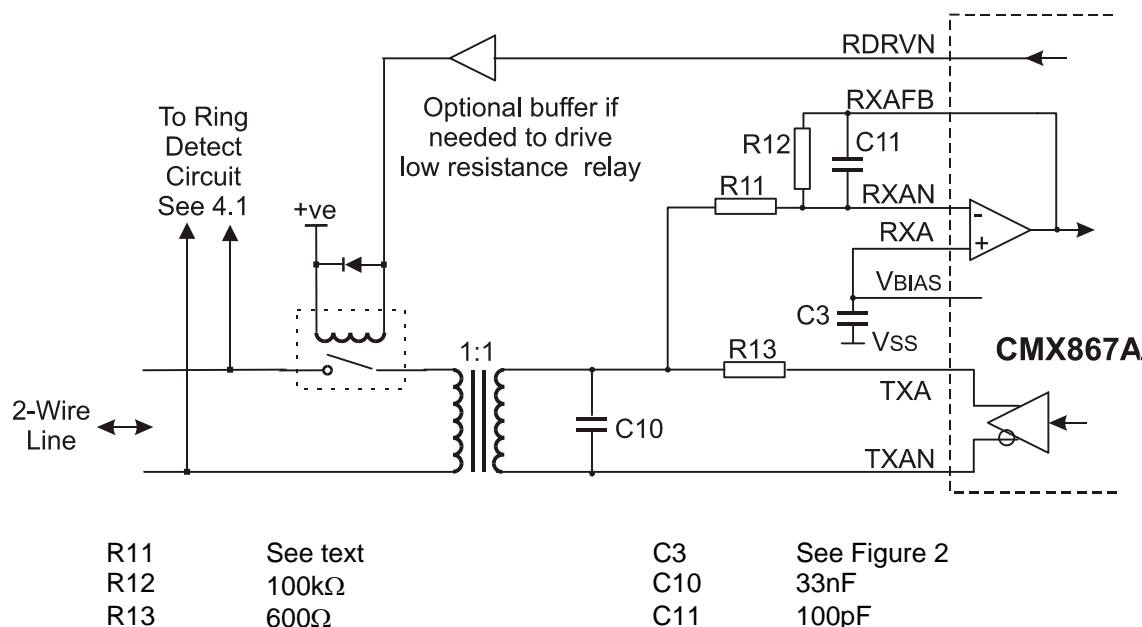 RDRVN
To Ring
Detect
Circuit
See 4.1
Optional buffer if
needed to drive
low resistance relay
RXAFB
R12
C11
R11
RXAN
-
+ve
RXA
+
VBIAS
C3
VSS
1:1
R13
CMX867A
TXA
2-Wire
Line
C10
TXAN
R11 See text C3 See Figure 2
R12 100kΩ C10 33nF
R13 600Ω C11 100pF